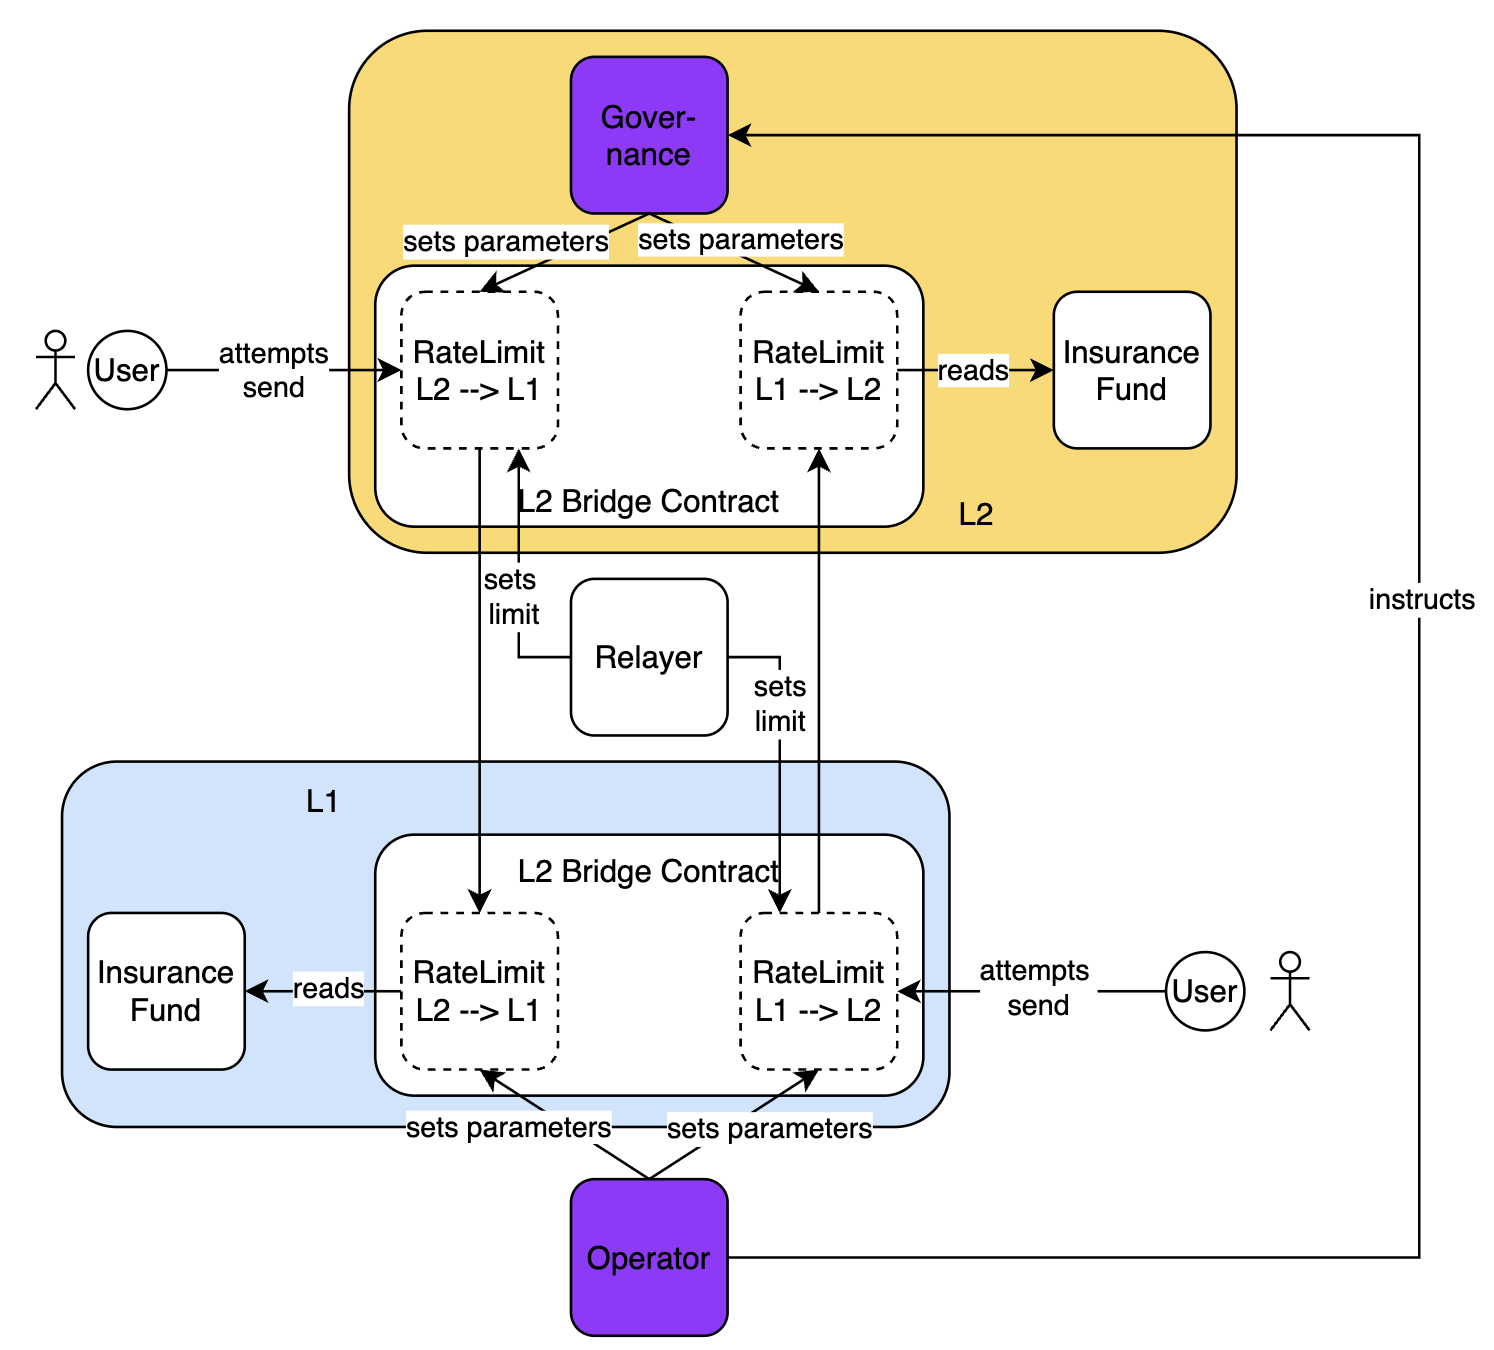 Gover-
nance
sets parameters
sets parameters
User
attempts
send
RateLimit
L2 --> L1
RateLimit
L1 --> L2
reads
Insurance
Fund
L2 Bridge Contract
L2
sets
limit
Relayer
sets
limit
instructs
L1
L2 Bridge Contract
Insurance
Fund
reads
RateLimit
L2 --> L1
RateLimit
L1 --> L2
attempts
send
User
sets parameters
sets parameters
Operator